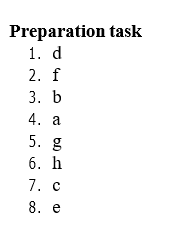 Preparation task
1. d
2. f
3. b
4. a
5. g
6. h
7. c
8. e